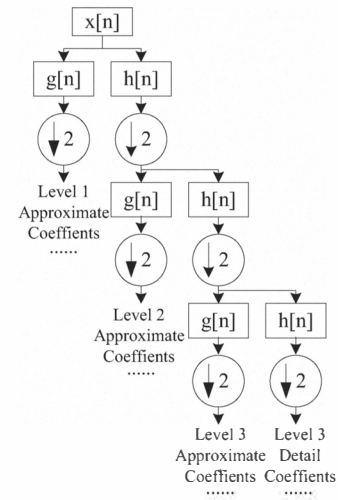 x[n]
g[n] h[n]
2 2
Level 1
Approximate
Coeffients
......
g[n] h[n]
2 2
Level 2
Approximate
Coeffients
......
g[n] h[n]
2 2
Level 3
Approximate
Coeffients
......
Level 3
Detail
Coeffients
......